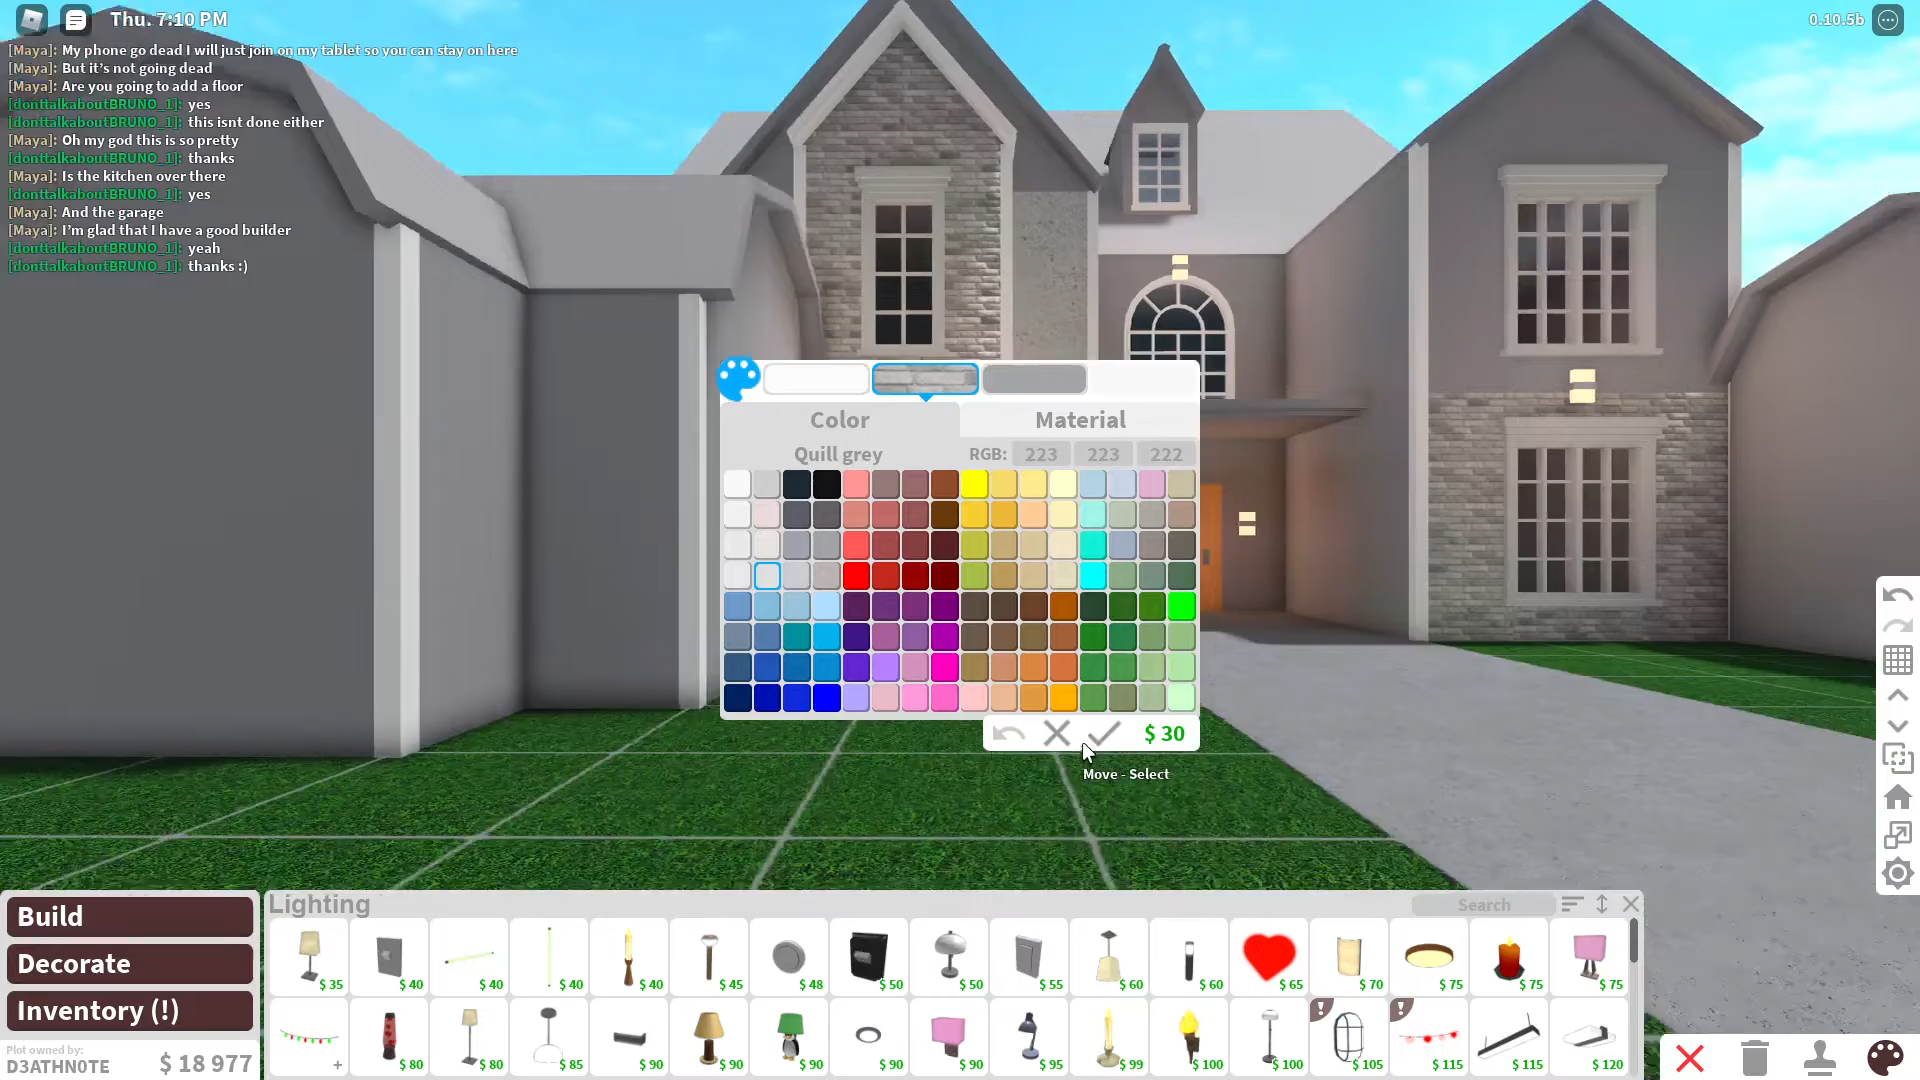 Thu. 7:10 PM
0.10.5b
[Maya]: My phone go dead I will just join on my tablet so you can stay on here
[Maya]: But it's not going dead
[Maya]: Are you going to add a floor
[donttalkaboutBRUNO_1]: yes
[donttalkaboutBRUNO_1]: this isnt done either
[Maya]: Oh my god this is so pretty
[donttalkaboutBRUNO_1]: thanks
[Maya]: Is the kitchen over there
[donttalkaboutBRUNO_1]: yes
[Maya]: And the garage
[Maya]: I'm glad that I have a good builder
[donttalkaboutBRUNO_1]: yeah
[donttalkaboutBRUNO_1]: thanks :)
Color Material
Quill grey RGB: 223 223 222
$ 30
Move - Select
Build
Decorate
Inventory (!)
Plot owned by:
D3ATHN0TE $ 18 977
Lighting Search
$ 35 $ 40 $ 40 $ 40 $ 40 $ 45 $ 48 $ 50 $ 50 $ 55 $ 60 $ 60 $ 65 $ 70 $ 75 $ 75 $ 75
+ $ 80 $ 80 $ 85 $ 90 $ 90 $ 90 $ 90 $ 90 $ 95 $ 99 $ 100 $ 100 $ 105 $ 115 $ 115 $ 120